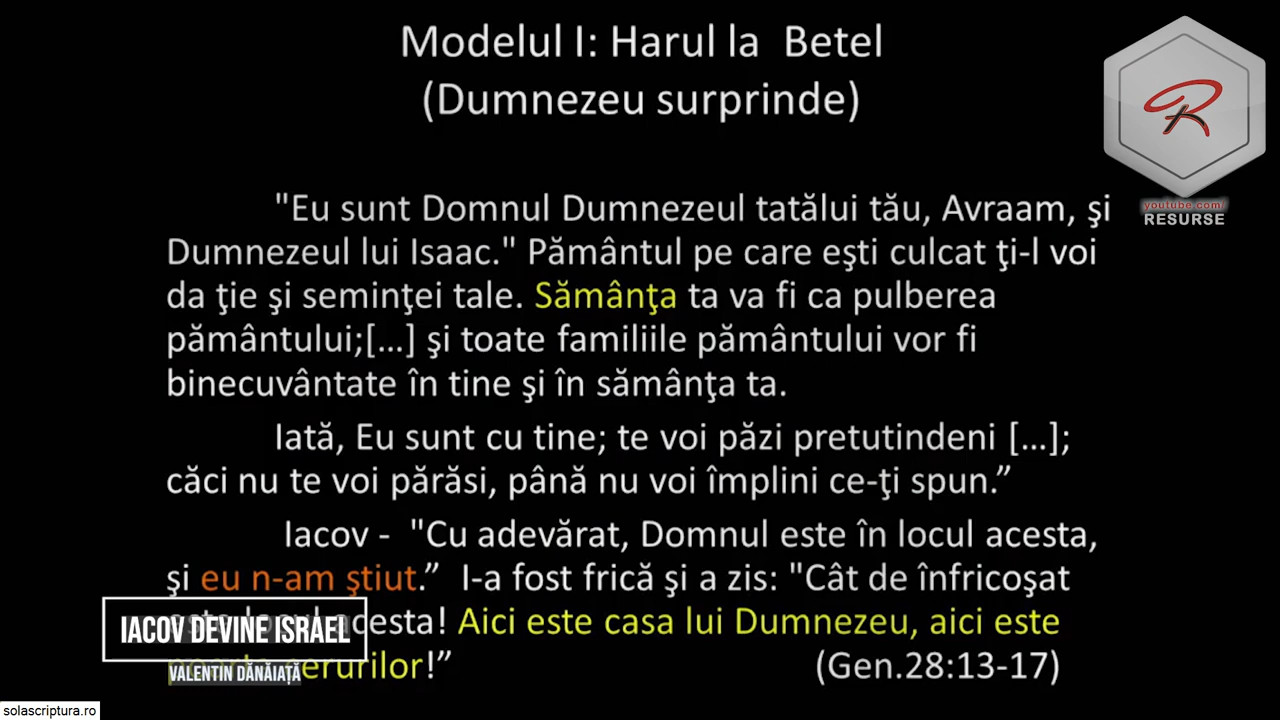 Modelul I: Harul la Betel
(Dumnezeu surprinde)
youtube.com/
RESURSE
"Eu sunt Domnul Dumnezeul tatălui tău, Avraam, şi
Dumnezeul lui Isaac." Pământul pe care eşti culcat ţi-l voi
da ţie şi seminţei tale. Sămânţa ta va fi ca pulberea
pământului;[...] şi toate familiile pământului vor fi
binecuvântate în tine şi în sămânţa ta.
Iată, Eu sunt cu tine; te voi păzi pretutindeni [...];
căci nu te voi părăsi, până nu voi împlini ce-ţi spun.”
Iacov - "Cu adevărat, Domnul este în locul acesta,
şi eu n-am ştiut.” I-a fost frică şi a zis: "Cât de înfricoşat
este locul acesta! Aici este casa lui Dumnezeu, aici este
poarta cerurilor!” (Gen.28:13-17)
IACOV DEVINE ISRAEL
VALENTIN DĂNĂIAȚĂ
solascriptura.ro